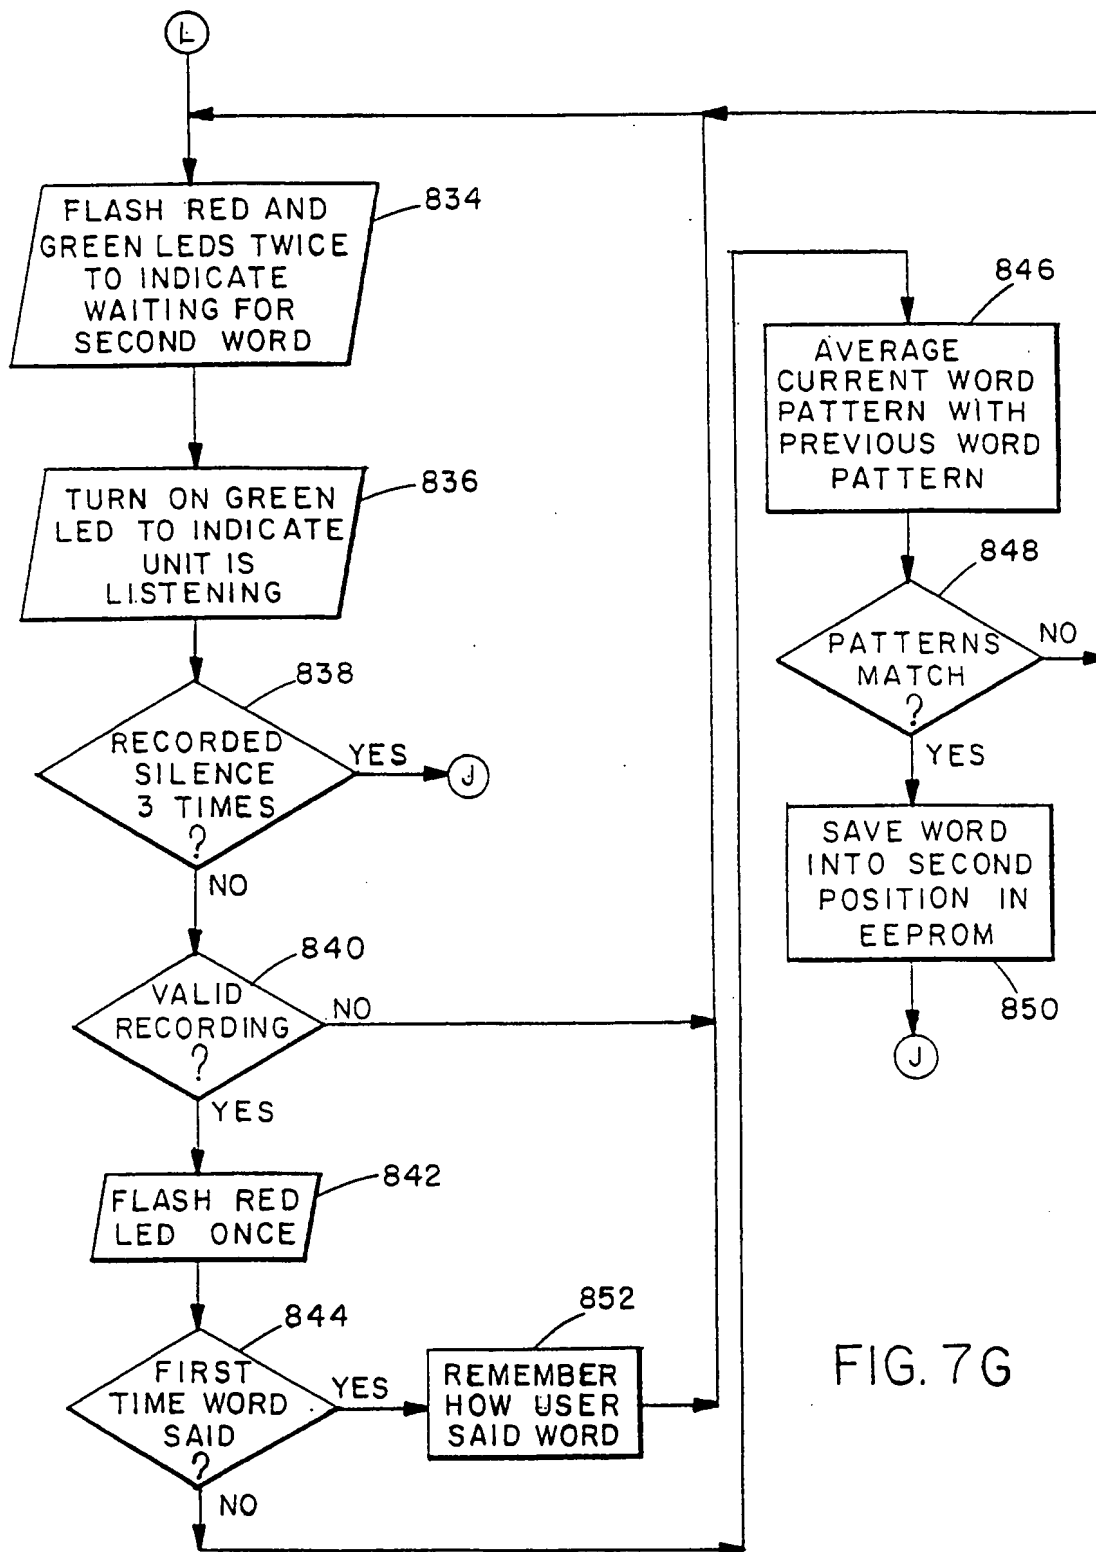 L
FLASH RED AND
GREEN LEDS TWICE
TO INDICATE
WAITING FOR
SECOND WORD
834
TURN ON GREEN
LED TO INDICATE
UNIT IS
LISTENING
836
838
RECORDED
SILENCE
3 TIMES
?
YES
J
NO
840
VALID
RECORDING
?
NO
YES
842
FLASH RED
LED ONCE
844
FIRST
TIME WORD
SAID
?
YES
852
REMEMBER
HOW USER
SAID WORD
NO
846
AVERAGE
CURRENT WORD
PATTERN WITH
PREVIOUS WORD
PATTERN
848
PATTERNS
MATCH
?
NO
YES
SAVE WORD
INTO SECOND
POSITION IN
EEPROM
850
J
FIG. 7G